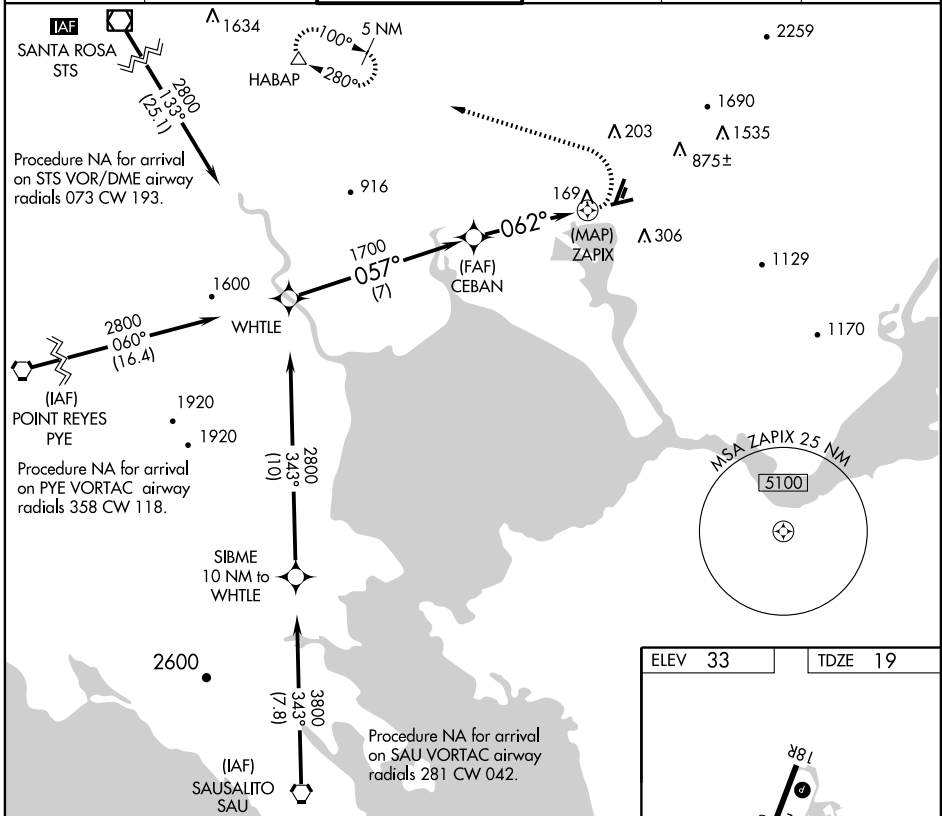 IAF
SANTA ROSA
STS
1634
100°
5 NM
280°
HABAP
2259
2800
133°
(25.1)
1690
203
1535
875±
Procedure NA for arrival
on STS VOR/DME airway
radials 073 CW 193.
916
169
062°
(MAP)
ZAPIX
306
1700
057°
(7)
(FAF)
CEBAN
1129
1600
WHTLE
2800
060°
(16.4)
1170
(IAF)
POINT REYES
PYE
1920
1920
Procedure NA for arrival
on PYE VORTAC airway
radials 358 CW 118.
2800
343°
(10)
MSA ZAPIX 25 NM
5100
SIBME
10 NM to
WHTLE
2600
3800
343°
(7.8)
Procedure NA for arrival
on SAU VORTAC airway
radials 281 CW 042.
(IAF)
SAUSALITO
SAU
ELEV 33
TDZE 19
18R
P